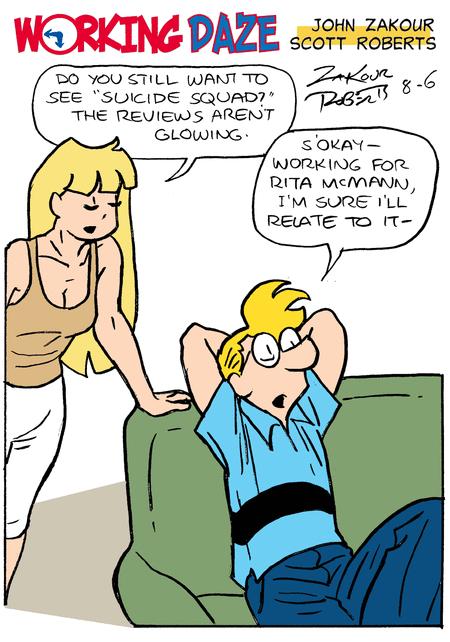 WORKING DAZE
JOHN ZAKOUR
SCOTT ROBERTS
ZAKOUR
ROBERTS 8-6
DO YOU STILL WANT TO
SEE "SUICIDE SQUAD?"
THE REVIEWS AREN'T
GLOWING.
S'OKAY—
WORKING FOR
RITA McMANN,
I'M SURE I'LL
RELATE TO IT—